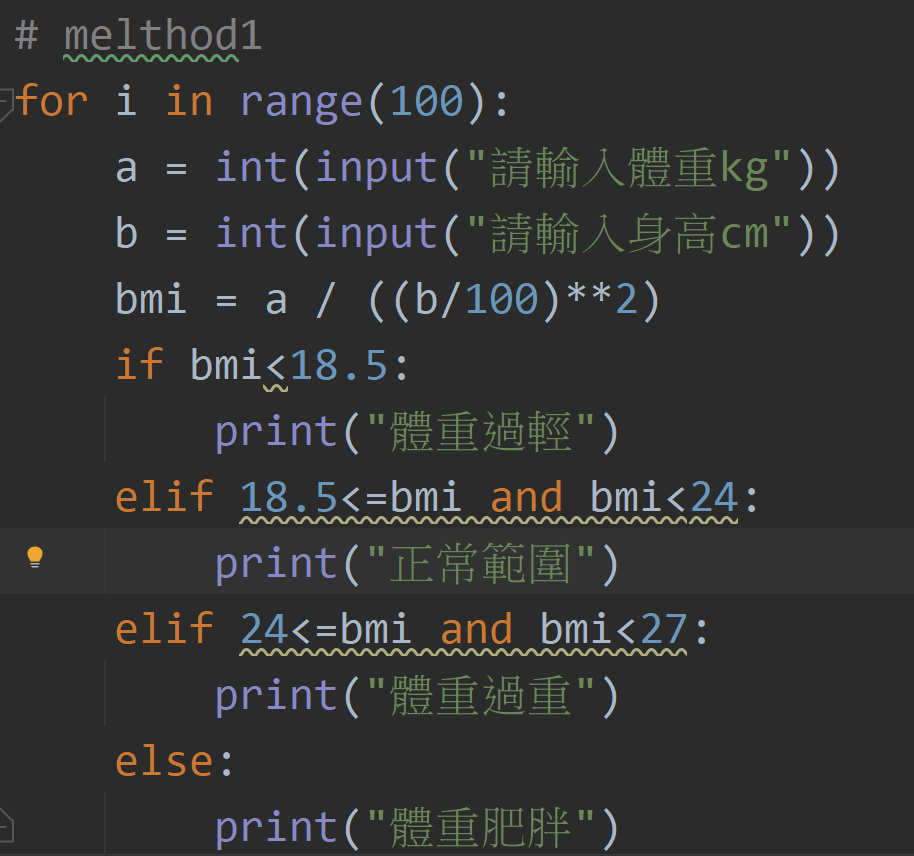 # melthod1
for i in range(100):
    a = int(input("請輸入體重kg"))
    b = int(input("請輸入身高cm"))
    bmi = a / ((b/100)**2)
    if bmi<18.5:
        print("體重過輕")
    elif 18.5<=bmi and bmi<24:
        print("正常範圍")
    elif 24<=bmi and bmi<27:
        print("體重過重")
    else:
        print("體重肥胖")